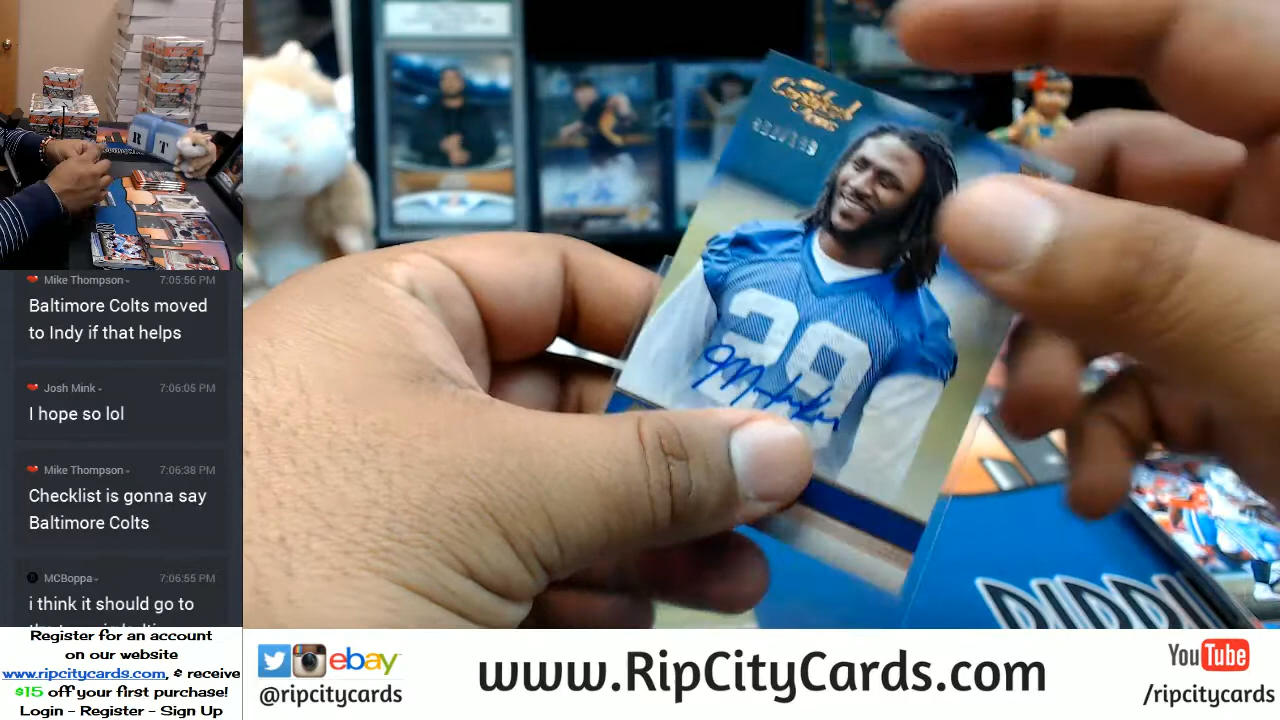 Mike Thompson
7:05:56 PM
Baltimore Colts moved
to Indy if that helps
Josh Mink
7:06:05 PM
I hope so lol
Mike Thompson
7:06:38 PM
Checklist is gonna say
Baltimore Colts
MCBoppa
7:06:55 PM
i think it should go to
Register for an account
on our website
www.ripcitycards.com, & receive
$15 off your first purchase!
Login - Register - Sign Up
R T
29
ebay
@ripcitycards
www.RipCityCards.com
YouTube
/ripcitycards